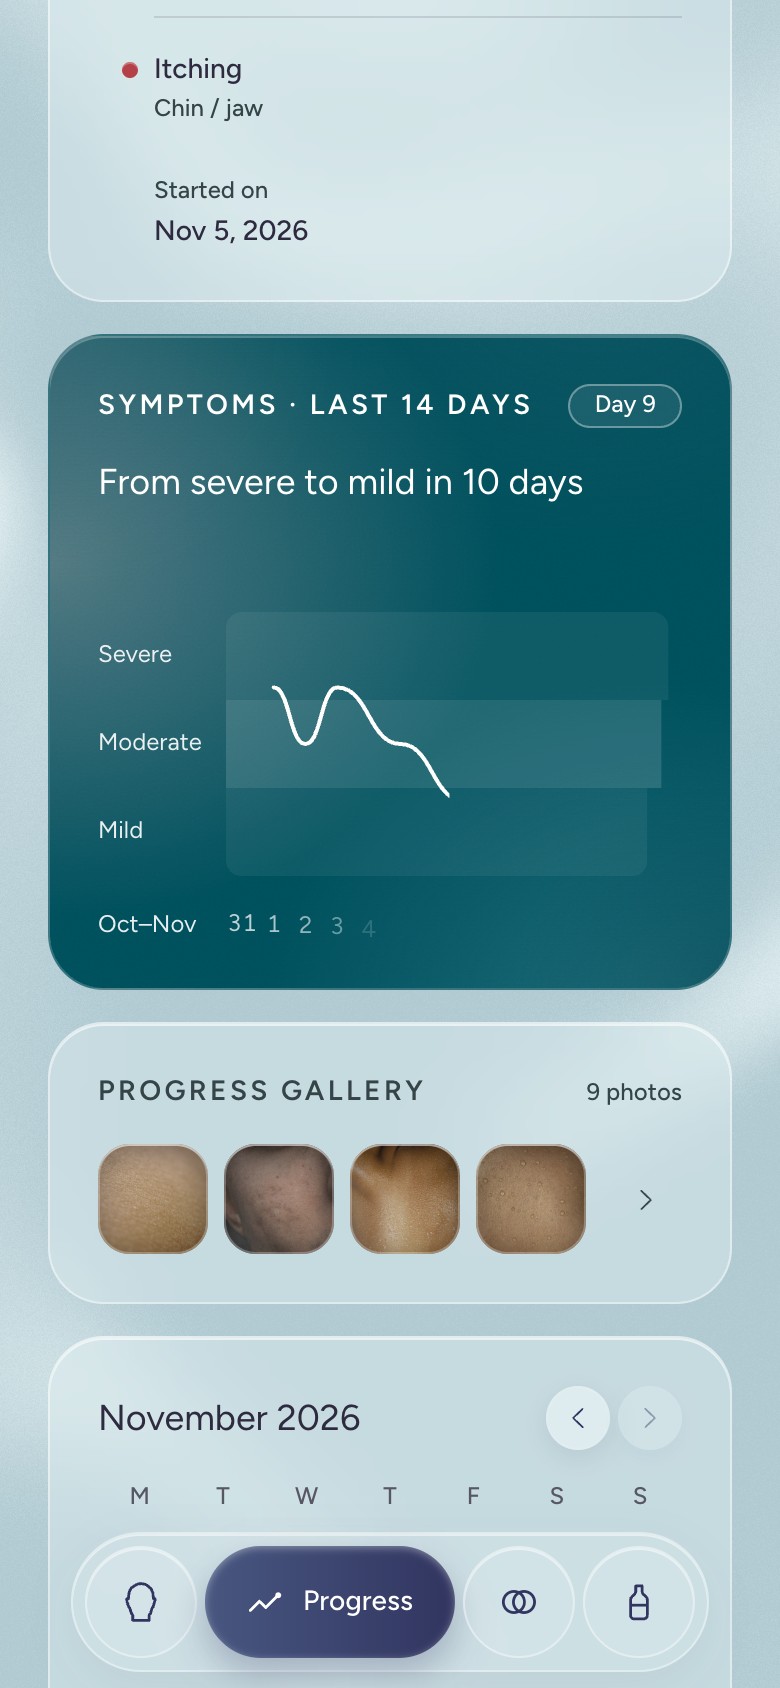 Itching
Chin / jaw
Started on
Nov 5, 2026
SYMPTOMS · LAST 14 DAYS
Day 9
From severe to mild in 10 days
Severe
Moderate
Mild
Oct–Nov 31 1 2 3 4
PROGRESS GALLERY
9 photos
November 2026
M T W T F S S
Progress